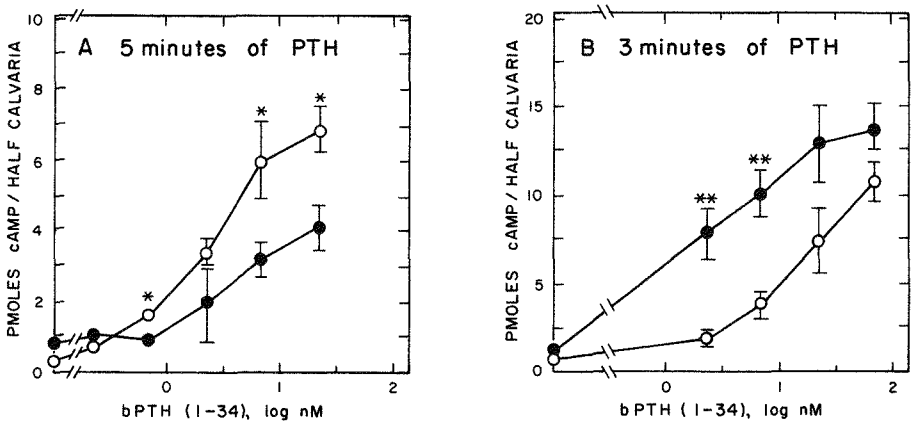 A 5 minutes of PTH
PMOLES cAMP/HALF CALVARIA
10
8
6
4
2
0
*
*
*
0 1 2
bPTH (1-34), log nM
B 3 minutes of PTH
PMOLES cAMP/HALF CALVARIA
20
15
10
5
0
**
**
0 1 2
bPTH (1-34), log nM